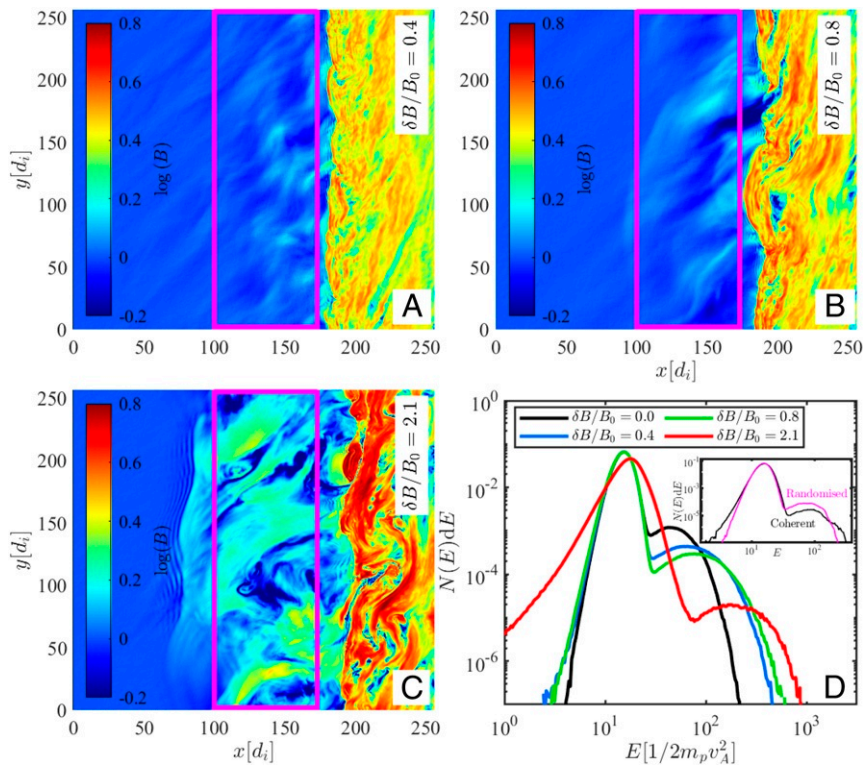 250
200
150
100
50
0
y[d_i]
0.8
0.6
0.4
0.2
0
-0.2
log(B)
δB/B_0 = 0.4
A
0
50
100
150
200
250
250
200
150
100
50
0
0.8
0.6
0.4
0.2
0
-0.2
log(B)
δB/B_0 = 0.8
B
0
50
100
150
200
250
x[d_i]
250
200
150
100
50
0
y[d_i]
0.8
0.6
0.4
0.2
0
-0.2
log(B)
δB/B_0 = 2.1
C
0
50
100
150
200
250
x[d_i]
10^0
10^-2
10^-4
10^-6
N(E)dE
δB/B_0 = 0.0 δB/B_0 = 0.8
δB/B_0 = 0.4 δB/B_0 = 2.1
10^-1
10^-3
10^-5
N(E)dE
Randomised
Coherent
10^1 10^2
E
D
10^0 10^1 10^2 10^3
E[1/2m_pv_A^2]